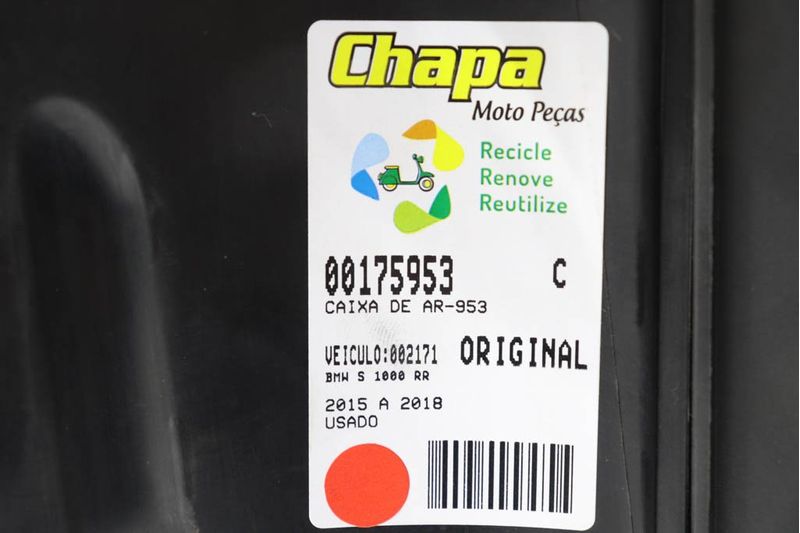 Chapa
Moto Peças
Recicle
Renove
Reutilize
00175953 C
CAIXA DE AR-953
VEICULO:002171 ORIGINAL
BMW S 1000 RR
2015 A 2018
USADO